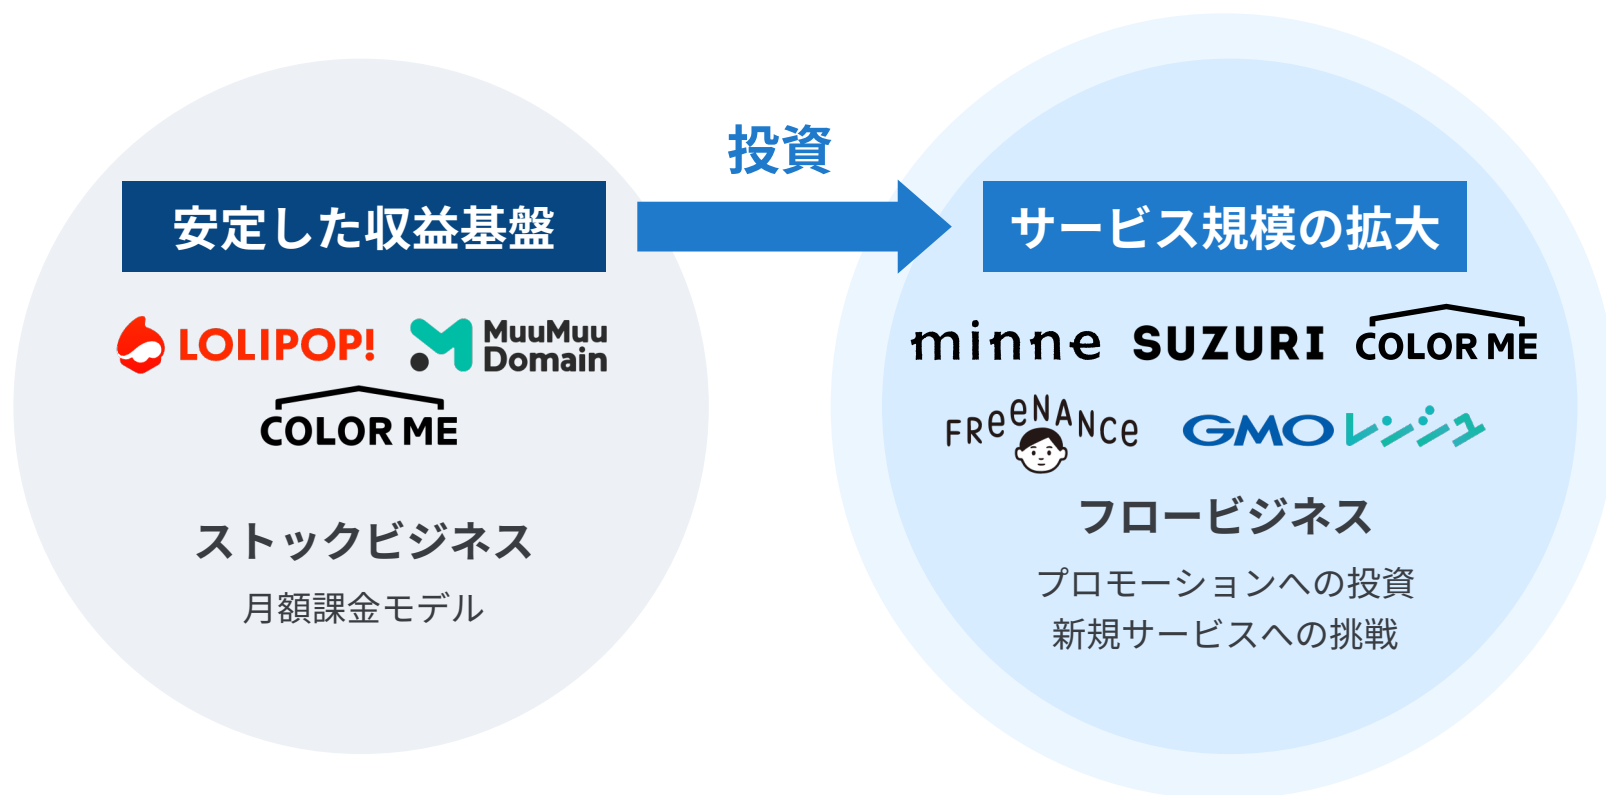 投資
安定した収益基盤
LOLIPOP!
MuuMuu
Domain
COLOR ME
ストックビジネス
月額課金モデル
サービス規模の拡大
minne
SUZURI
COLOR ME
FReeNANce
GMOレンシュ
フロービジネス
プロモーションへの投資
新規サービスへの挑戦